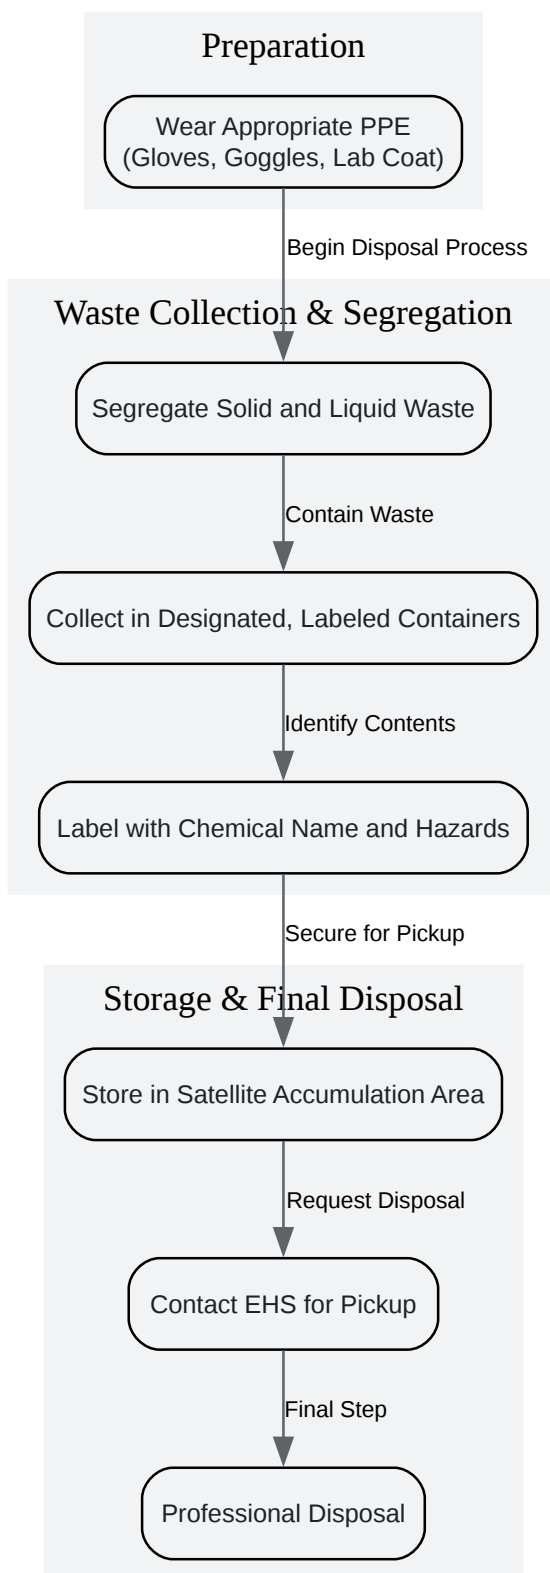 Preparation
Wear Appropriate PPE
(Gloves, Goggles, Lab Coat)
Begin Disposal Process
Waste Collection & Segregation
Segregate Solid and Liquid Waste
Contain Waste
Collect in Designated, Labeled Containers
Identify Contents
Label with Chemical Name and Hazards
Secure for Pickup
Storage & Final Disposal
Store in Satellite Accumulation Area
Request Disposal
Contact EHS for Pickup
Final Step
Professional Disposal